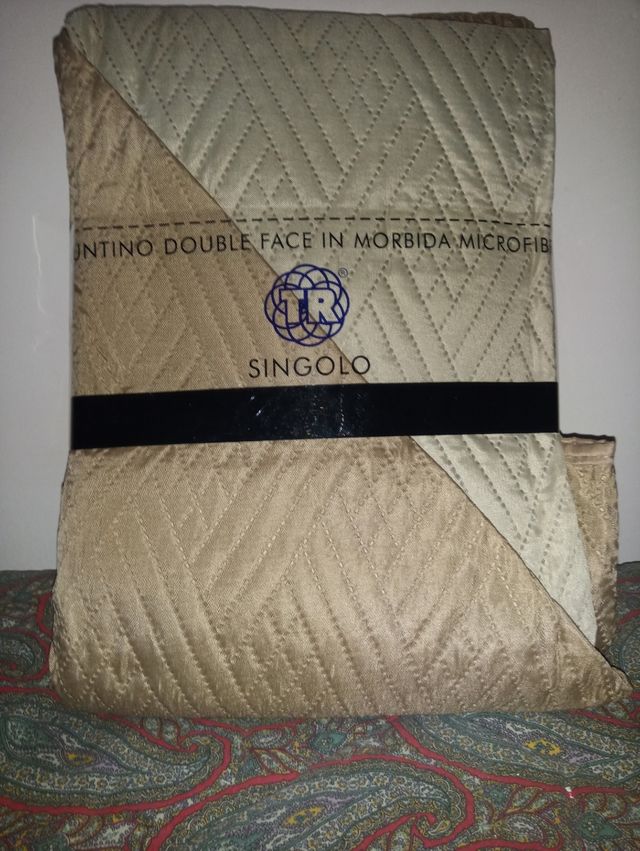 UNTINO DOUBLE FACE IN MORBIDA MICROFIB
®
TR
SINGOLO